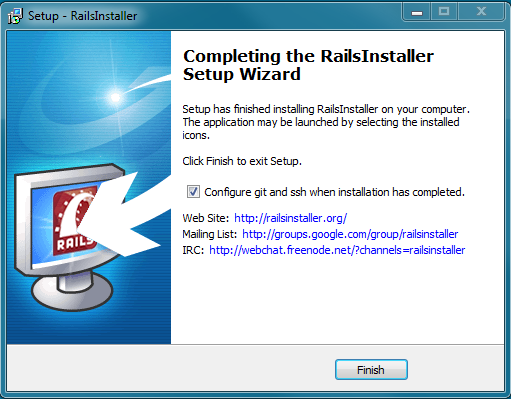 Setup - RailsInstaller
Completing the RailsInstaller
Setup Wizard
Setup has finished installing RailsInstaller on your computer.
The application may be launched by selecting the installed
icons.
Click Finish to exit Setup.
Configure git and ssh when installation has completed.
Web Site: http://railsinstaller.org/
Mailing List: http://groups.google.com/group/railsinstaller
IRC: http://webchat.freenode.net/?channels=railsinstaller
RAILS
Finish